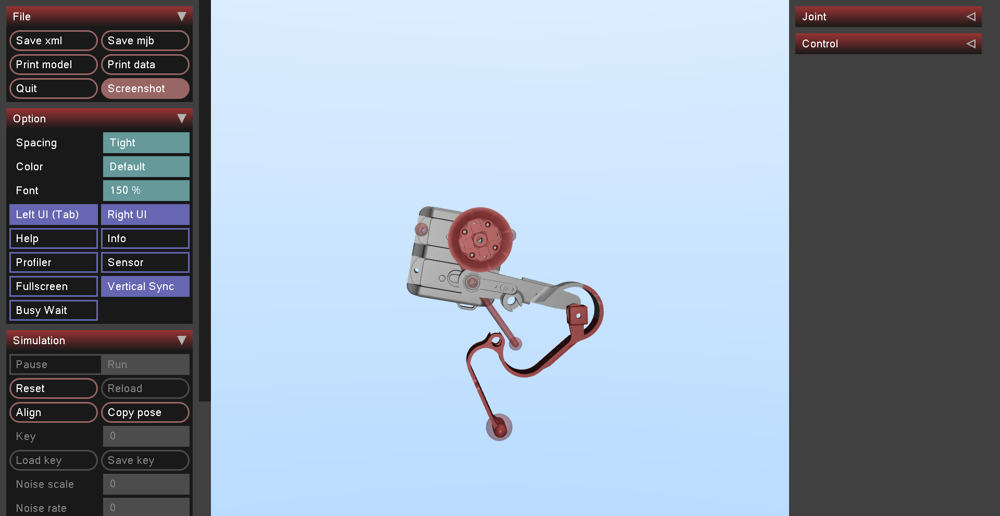 File
Save xml
Save mjb
Print model
Print data
Quit
Screenshot
Option
Spacing
Tight
Color
Default
Font
150 %
Left UI (Tab)
Right UI
Help
Info
Profiler
Sensor
Fullscreen
Vertical Sync
Busy Wait
Simulation
Pause
Run
Reset
Reload
Align
Copy pose
Key
0
Load key
Save key
Noise scale
0
Noise rate
0
Joint
Control